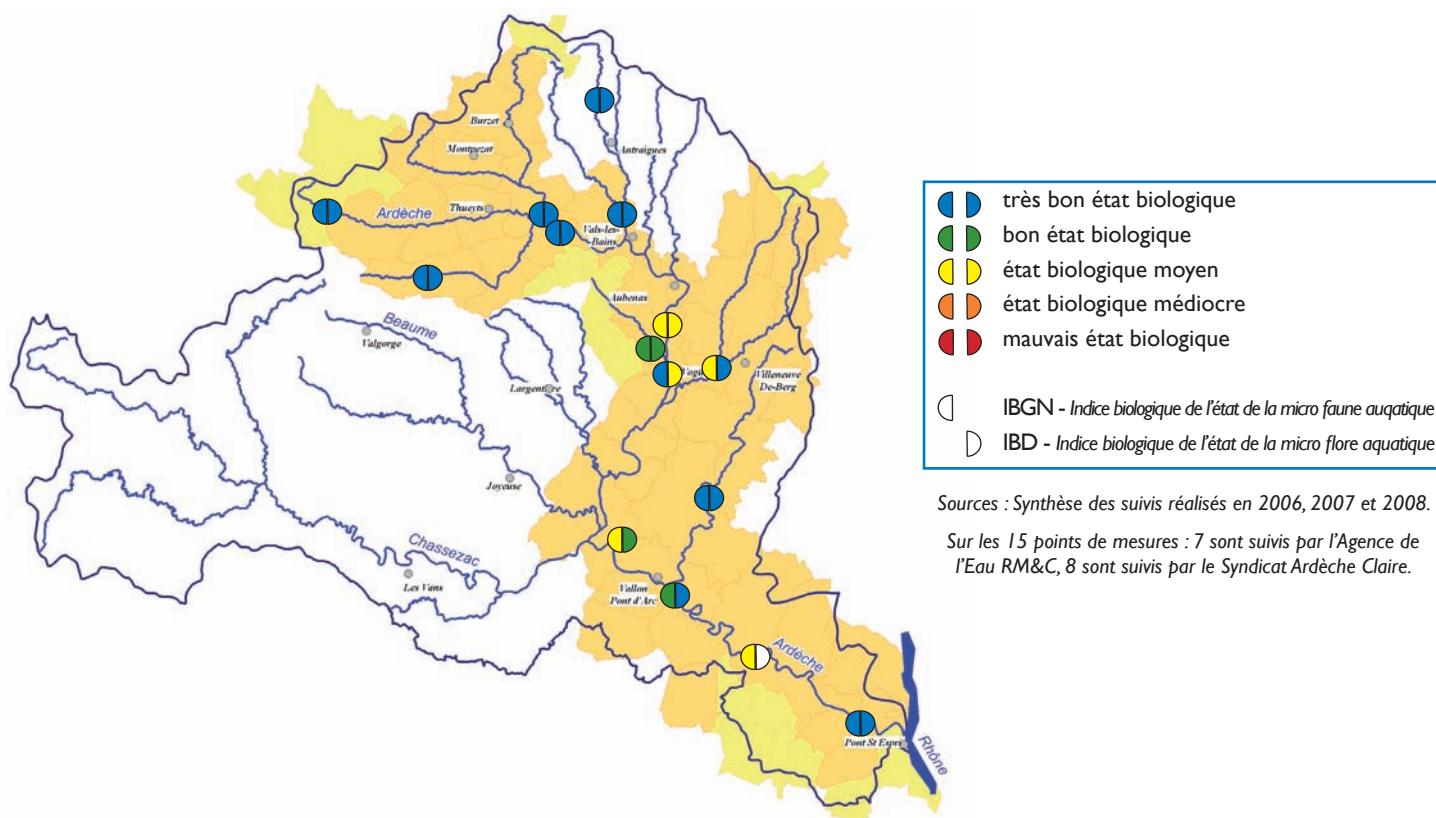 Burzet
Montpezat
Antraigues
Ardèche
Thueyts
Vals-les-
Bains
Aubenas
Beaume
Valgorge
Largentière
Vogu
Villeneuve
De-Berg
Joyeuse
Chassezac
Les Vans
Vallon
Pont d'Arc
Ardèche
Pont St Espri
Rhône
très bon état biologique
bon état biologique
état biologique moyen
état biologique médiocre
mauvais état biologique
IBGN - Indice biologique de l'état de la micro faune auqatique
IBD - Indice biologique de l'état de la micro flore aquatique
Sources : Synthèse des suivis réalisés en 2006, 2007 et 2008.
Sur les 15 points de mesures : 7 sont suivis par l'Agence de
l'Eau RM&C, 8 sont suivis par le Syndicat Ardèche Claire.